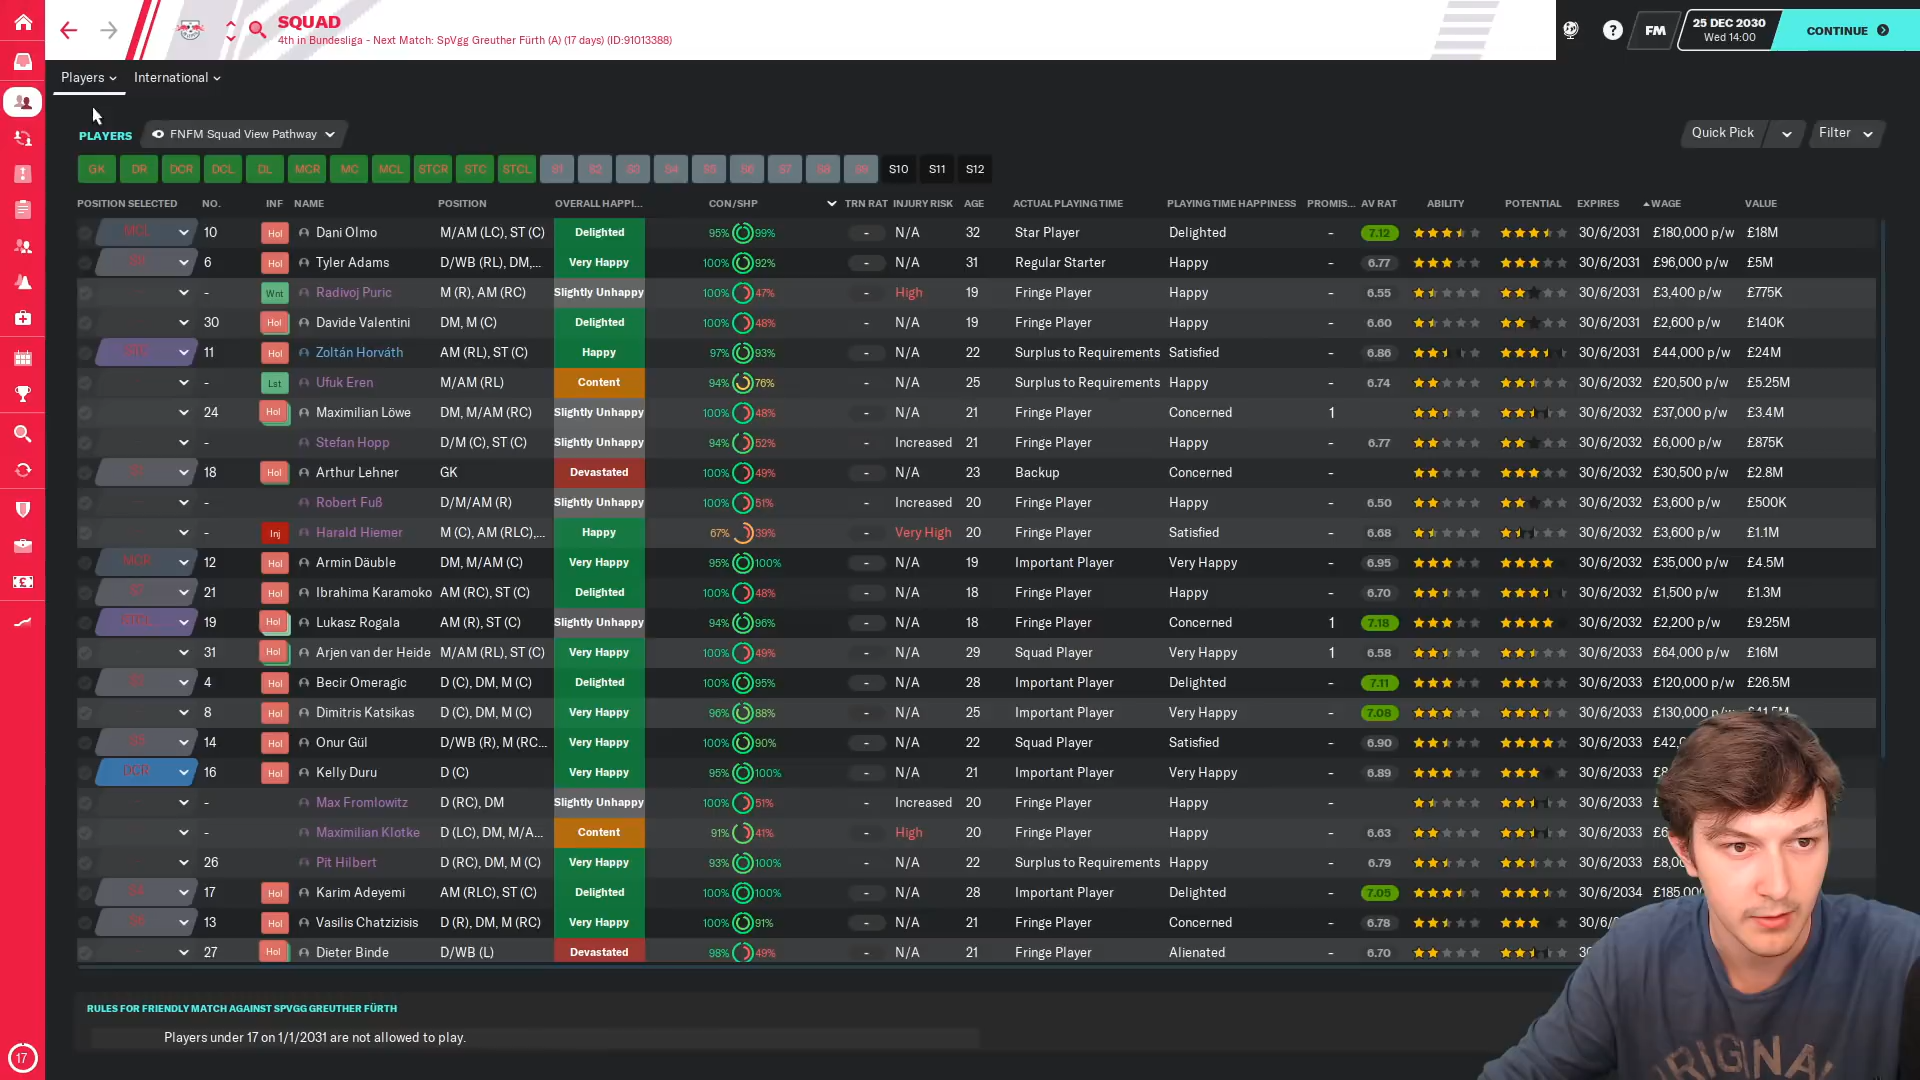 SQUAD
4th in Bundesliga - Next Match: SpVgg Greuther Fürth (A) (17 days) (ID:91013388)
FM
25 DEC 2030
Wed 14:00
CONTINUE
Players International
PLAYERS FNFM Squad View Pathway Quick Pick Filter
GK DR DCR DCL DL MCR MC MCL STCR STC STCL S1 S2 S3 S4 S5 S6 S7 S8 S9 S10 S11 S12
POSITION SELECTED NO. INF NAME POSITION OVERALL HAPPI... CON/SHP TRN RAT INJURY RISK AGE ACTUAL PLAYING TIME PLAYING TIME HAPPINESS PROMIS... AV RAT ABILITY POTENTIAL EXPIRES WAGE VALUE
MCL 10 Hol Dani Olmo M/AM (LC), ST (C) Delighted 95% 99% - N/A 32 Star Player Delighted - 7.12 30/6/2031 £180,000 p/w £18M
6 Hol Tyler Adams D/WB (RL), DM,... Very Happy 100% 92% - N/A 31 Regular Starter Happy - 6.77 30/6/2031 £96,000 p/w £5M
- Wnt Radivoj Puric M (R), AM (RC) Slightly Unhappy 100% 47% - High 19 Fringe Player Happy - 6.55 30/6/2031 £3,400 p/w £775K
30 Hol Davide Valentini DM, M (C) Delighted 100% 48% - N/A 19 Fringe Player Happy - 6.60 30/6/2031 £2,600 p/w £140K
11 Hol Zoltán Horváth AM (RL), ST (C) Happy 97% 93% - N/A 22 Surplus to Requirements Satisfied - 6.86 30/6/2031 £44,000 p/w £24M
- Lst Ufuk Eren M/AM (RL) Content 94% 76% - N/A 25 Surplus to Requirements Happy - 6.74 30/6/2032 £20,500 p/w £5.25M
24 Hol Maximilian Löwe DM, M/AM (RC) Slightly Unhappy 100% 48% - N/A 21 Fringe Player Concerned 1 30/6/2032 £37,000 p/w £3.4M
- Stefan Hopp D/M (C), ST (C) Slightly Unhappy 94% 52% - Increased 21 Fringe Player Happy - 6.77 30/6/2032 £6,000 p/w £875K
S1 18 Hol Arthur Lehner GK Devastated 100% 49% - N/A 23 Backup Concerned - 30/6/2032 £30,500 p/w £2.8M
- Robert Fuß D/M/AM (R) Slightly Unhappy 100% 51% - Increased 20 Fringe Player Happy - 6.50 30/6/2032 £3,600 p/w £500K
- Inj Harald Hiemer M (C), AM (RLC),... Happy 67% 39% - Very High 20 Fringe Player Satisfied - 6.68 30/6/2032 £3,600 p/w £1.1M
MCR 12 Hol Armin Däuble DM, M/AM (C) Very Happy 95% 100% - N/A 19 Important Player Very Happy - 6.95 30/6/2032 £35,000 p/w £4.5M
S7 21 Hol Ibrahima Karamoko AM (RC), ST (C) Delighted 100% 48% - N/A 18 Fringe Player Happy - 6.70 30/6/2032 £1,500 p/w £1.3M
STCL 19 Hol Lukasz Rogala AM (R), ST (C) Slightly Unhappy 94% 96% - N/A 18 Fringe Player Concerned 1 7.18 30/6/2032 £2,200 p/w £9.25M
31 Hol Arjen van der Heide M/AM (RL), ST (C) Very Happy 100% 49% - N/A 29 Squad Player Very Happy 1 6.58 30/6/2033 £64,000 p/w £16M
4 Hol Becir Omeragic D (C), DM, M (C) Delighted 100% 95% - N/A 28 Important Player Delighted - 7.11 30/6/2033 £120,000 p/w £26.5M
8 Hol Dimitris Katsikas D (C), DM, M (C) Very Happy 96% 88% - N/A 25 Important Player Very Happy - 7.08 30/6/2033 £130,000 p/w £41.5M
S5 14 Hol Onur Gül D/WB (R), M (RC... Very Happy 100% 90% - N/A 22 Squad Player Satisfied - 6.90 30/6/2033 £42,0
DCR 16 Hol Kelly Duru D (C) Very Happy 95% 100% - N/A 21 Important Player Very Happy - 6.89 30/6/2033 £8
- Max Fromlowitz D (RC), DM Slightly Unhappy 100% 51% - Increased 20 Fringe Player Happy - 30/6/2033 £
- Maximilian Klotke D (LC), DM, M/A... Content 91% 41% - High 20 Fringe Player Happy - 6.63 30/6/2033 £6
26 Pit Hilbert D (RC), DM, M (C) Very Happy 93% 100% - N/A 22 Surplus to Requirements Happy - 6.79 30/6/2033 £8,00
S4 17 Hol Karim Adeyemi AM (RLC), ST (C) Delighted 100% 100% - N/A 28 Important Player Delighted - 7.05 30/6/2034 £185,000
13 Hol Vasilis Chatzizisis D (R), DM, M (RC) Very Happy 100% 91% - N/A 21 Fringe Player Concerned - 6.78 30/6/
27 Hol Dieter Binde D/WB (L) Devastated 98% 49% - N/A 21 Fringe Player Alienated - 6.70 30
RULES FOR FRIENDLY MATCH AGAINST SPVGG GREUTHER FÜRTH
Players under 17 on 1/1/2031 are not allowed to play.
17
ORIGINAL